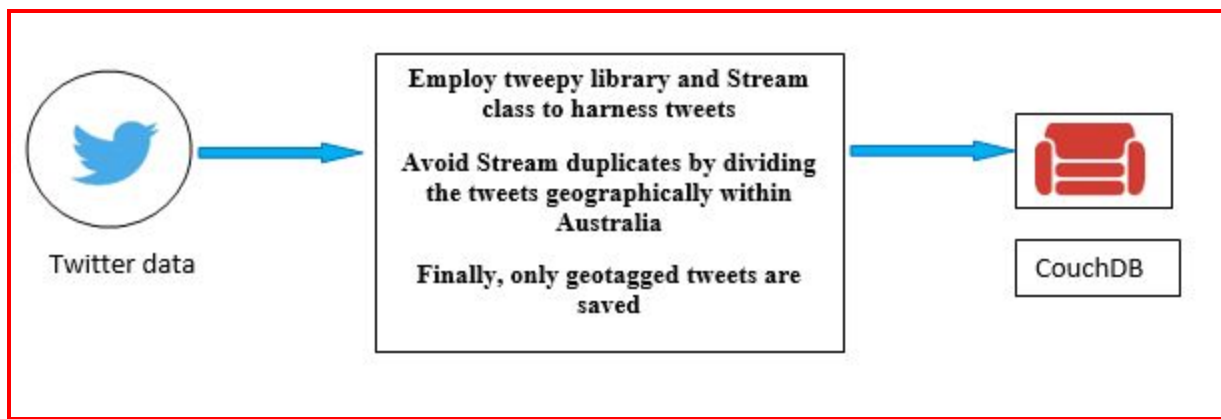 Twitter data
Employ tweepy library and Stream
class to harness tweets
Avoid Stream duplicates by dividing
the tweets geographically within
Australia
Finally, only geotagged tweets are
saved
CouchDB